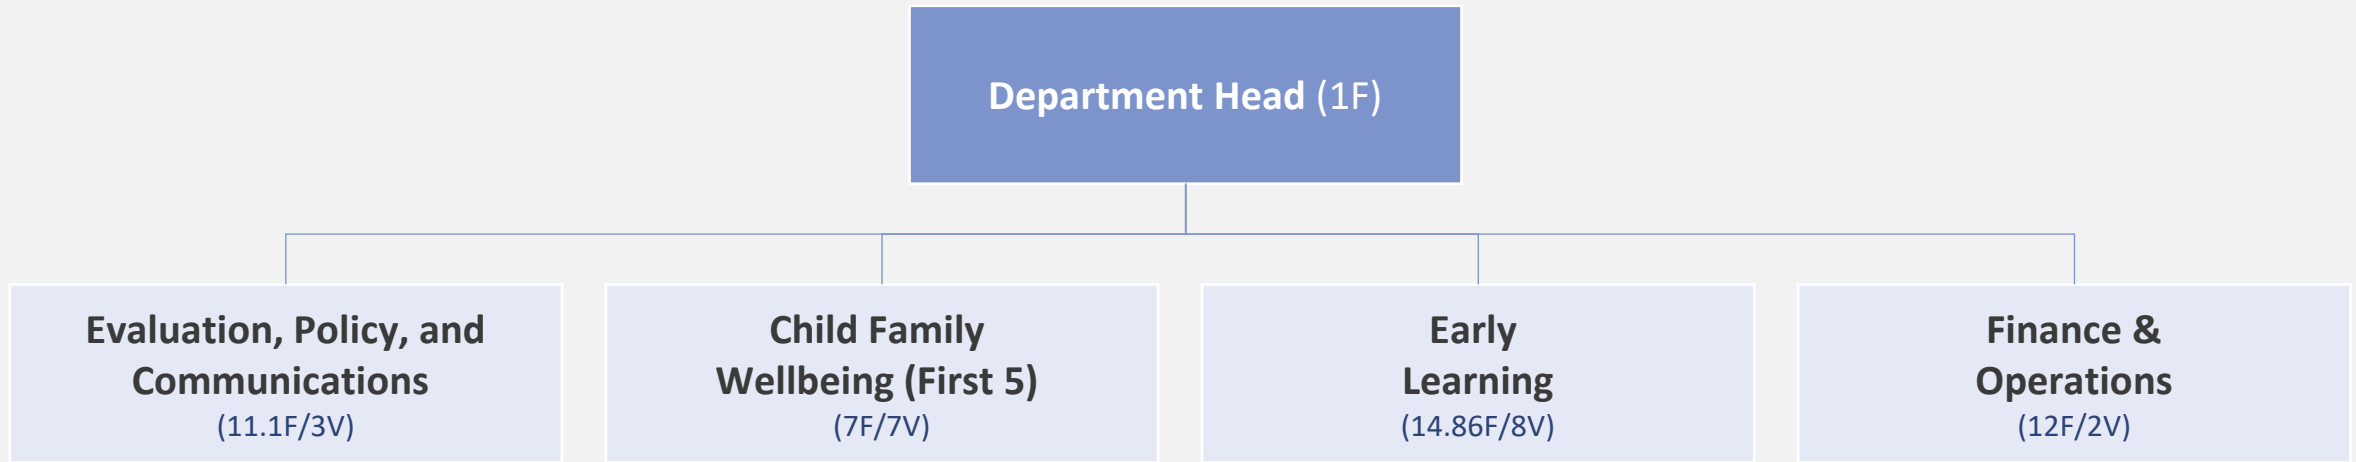 Department Head (1F)
Evaluation, Policy, and
Communications
(11.1F/3V)
Child Family
Wellbeing (First 5)
(7F/7V)
Early
Learning
(14.86F/8V)
Finance &
Operations
(12F/2V)